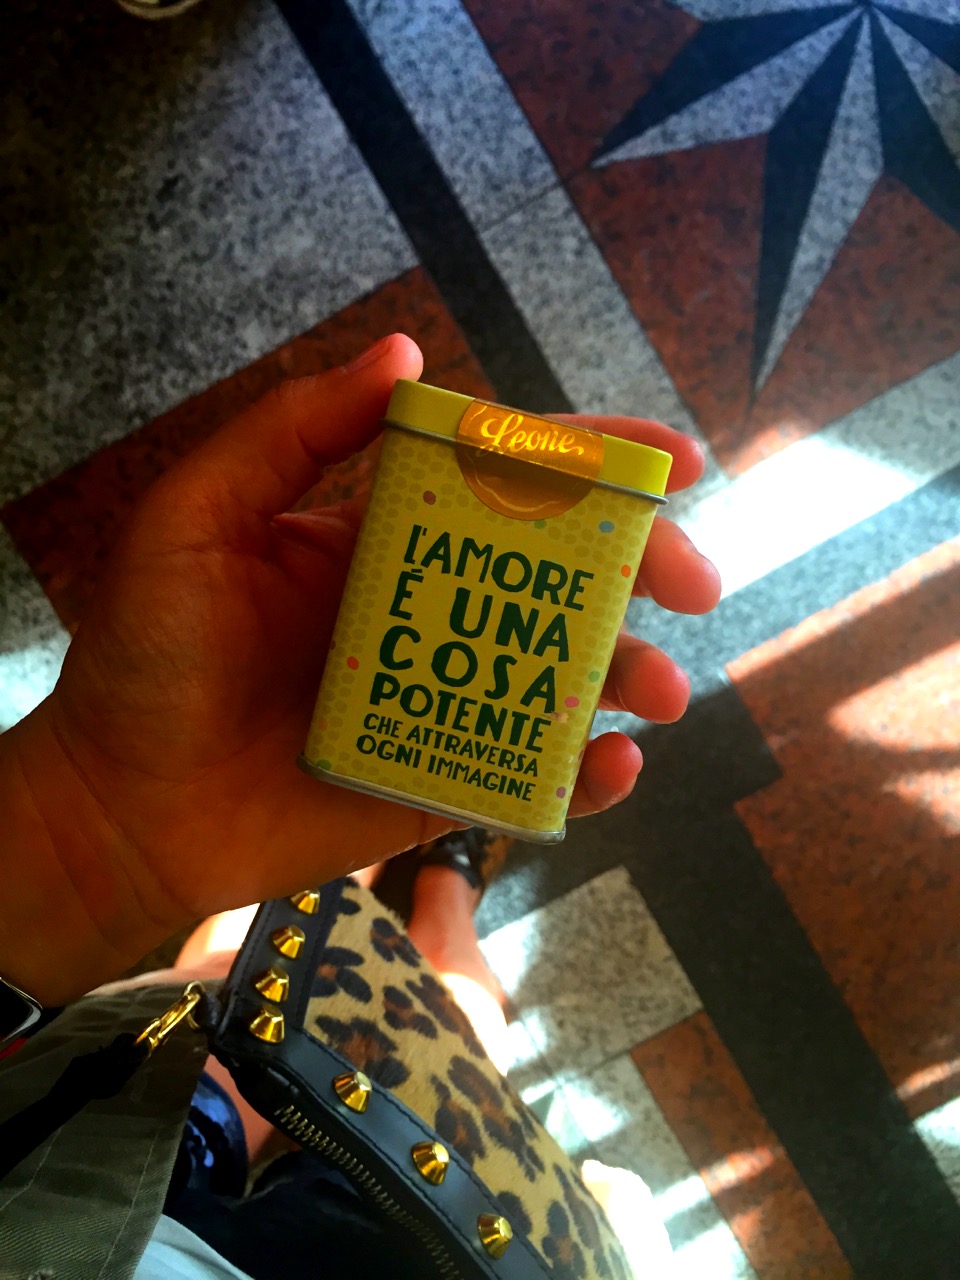 Leone
L'AMORE
É UNA
COSA
POTENTE
CHE ATTRAVERSA
OGNI IMMAGINE